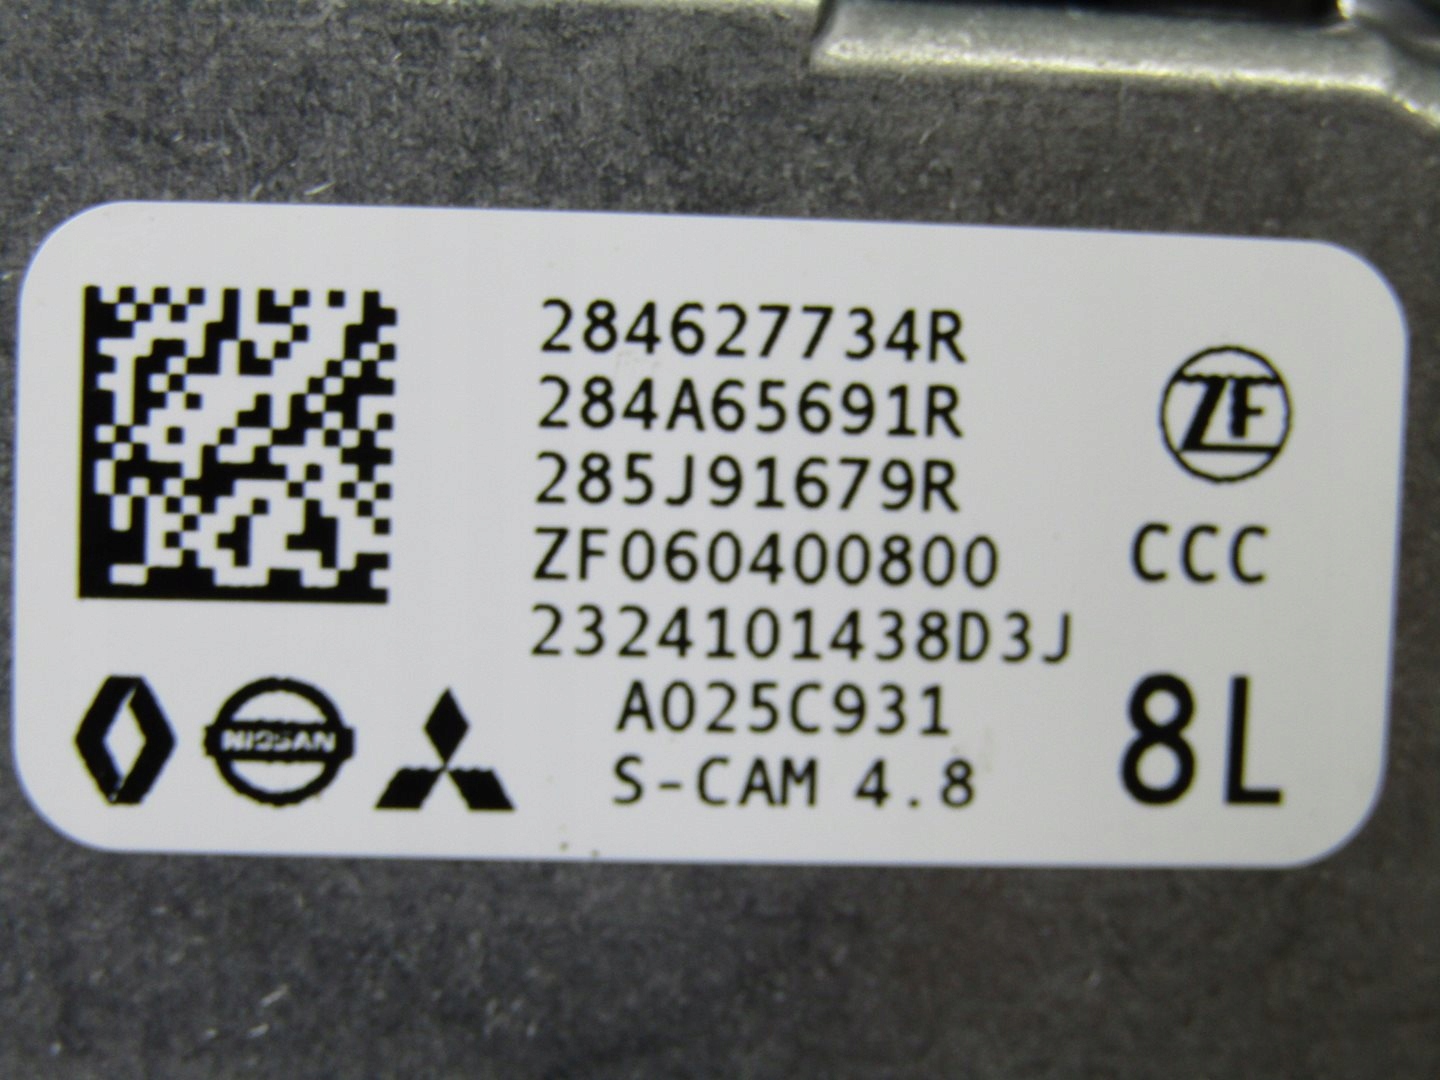 284627734R
284A65691R
285J91679R
ZF060400800
2324101438D3J
A025C931
S-CAM 4.8
ZF
CCC
8L
NISSAN